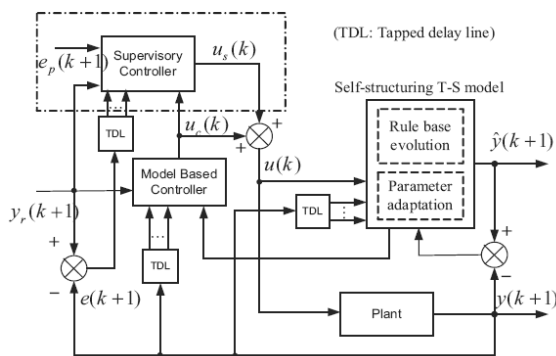 (TDL: Tapped delay line)
e_p(k+1)
Supervisory
Controller
u_s(k)
Self-structuring T-S model
TDL
u_c(k)
+
+
Rule base
evolution
ŷ(k+1)
u(k)
Model Based
Controller
Parameter
adaptation
y_r(k+1)
TDL
+
+
−
TDL
−
e(k+1)
Plant
y(k+1)